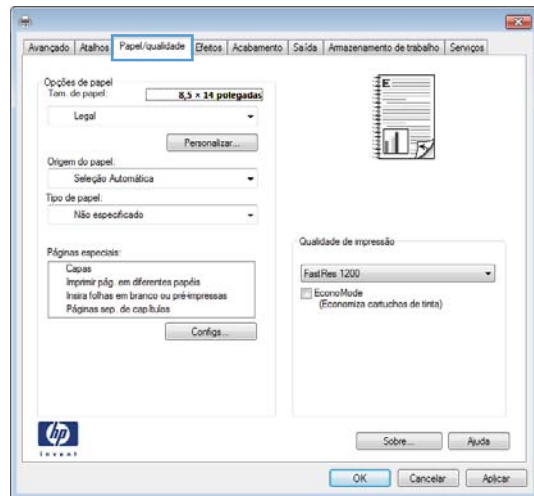 Avançado Atalhos Papel/qualidade Efeitos Acabamento Saída Armazenamento de trabalho Serviços
Opções de papel
Tam. de papel: 8,5 × 14 polegadas
Legal
Personalizar...
Origem do papel:
Seleção Automática
Tipo de papel:
Não especificado
Páginas especiais:
Capas
Imprimir pág. em diferentes papéis
Insira folhas em branco ou pré-impressas
Páginas sep. de capítulos
Configs...
E
Qualidade de impressão
FastRes 1200
EconoMode
(Economiza cartuchos de tinta)
hp
invent
Sobre... Ajuda
OK Cancelar Aplicar